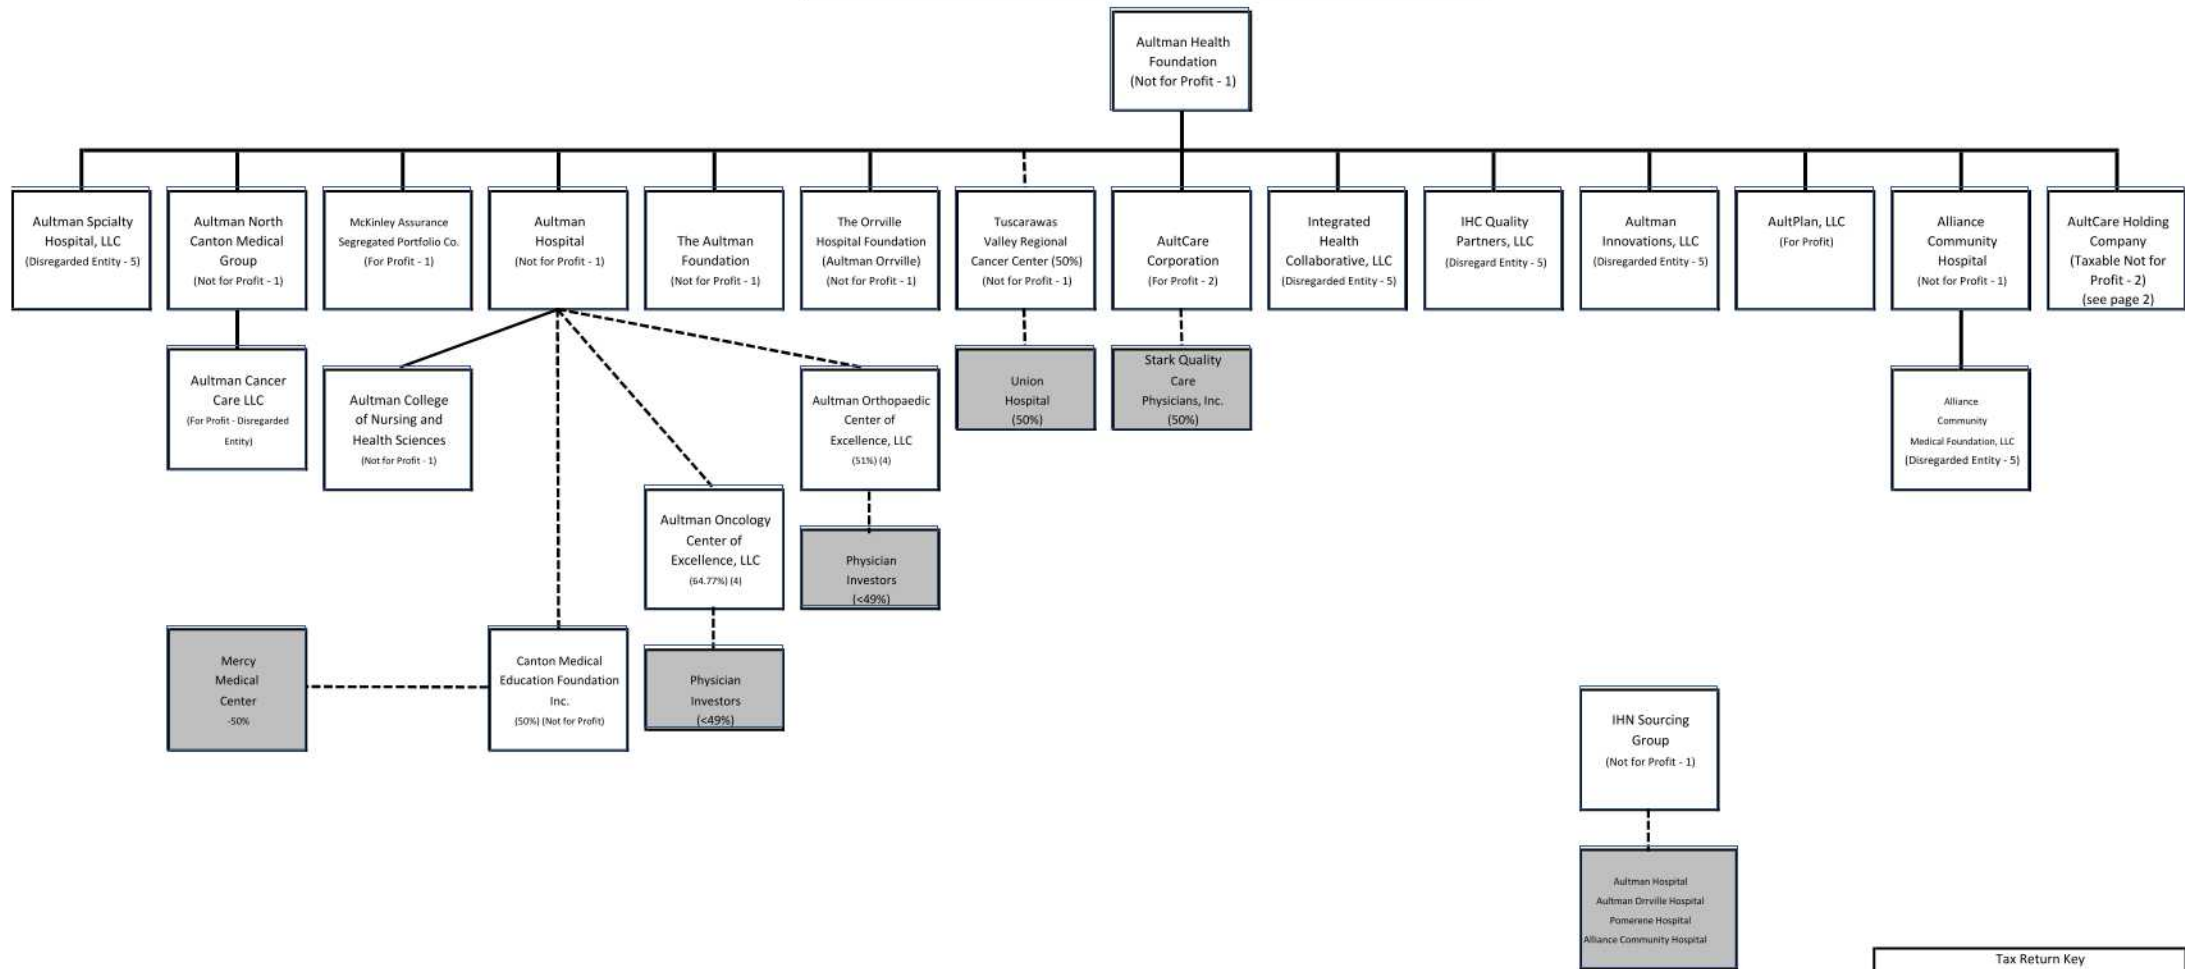 Aultman Health
Foundation
(Not for Profit - 1)
Aultman Spcialty
Hospital, LLC
(Disregarded Entity - 5)
Aultman North
Canton Medical
Group
(Not for Profit - 1)
McKinley Assurance
Segregated Portfolio Co.
(For Profit - 1)
Aultman
Hospital
(Not for Profit - 1)
The Aultman
Foundation
(Not for Profit - 1)
The Orrville
Hospital Foundation
(Aultman Orrville)
(Not for Profit - 1)
Tuscarawas
Valley Regional
Cancer Center (50%)
(Not for Profit - 1)
AultCare
Corporation
(For Profit - 2)
Integrated
Health
Collaborative, LLC
(Disregarded Entity - 5)
IHC Quality
Partners, LLC
(Disregard Entity - 5)
Aultman
Innovations, LLC
(Disregarded Entity - 5)
AultPlan, LLC
(For Profit)
Alliance
Community
Hospital
(Not for Profit - 1)
AultCare Holding
Company
(Taxable Not for
Profit - 2)
(see page 2)
Aultman Cancer
Care LLC
(For Profit - Disregarded
Entity)
Aultman College
of Nursing and
Health Sciences
(Not for Profit - 1)
Aultman Orthopaedic
Center of
Excellence, LLC
(51%) (4)
Union
Hospital
(50%)
Stark Quality
Care
Physicians, Inc.
(50%)
Alliance
Community
Medical Foundation, LLC
(Disregarded Entity - 5)
Aultman Oncology
Center of
Excellence, LLC
(64.77%) (4)
Physician
Investors
(<49%)
Mercy
Medical
Center
-50%
Canton Medical
Education Foundation
Inc.
(50%) (Not for Profit)
Physician
Investors
(<49%)
IHN Sourcing
Group
(Not for Profit - 1)
Aultman Hospital
Aultman Orrville Hospital
Pomerene Hospital
Alliance Community Hospital
Tax Return Key